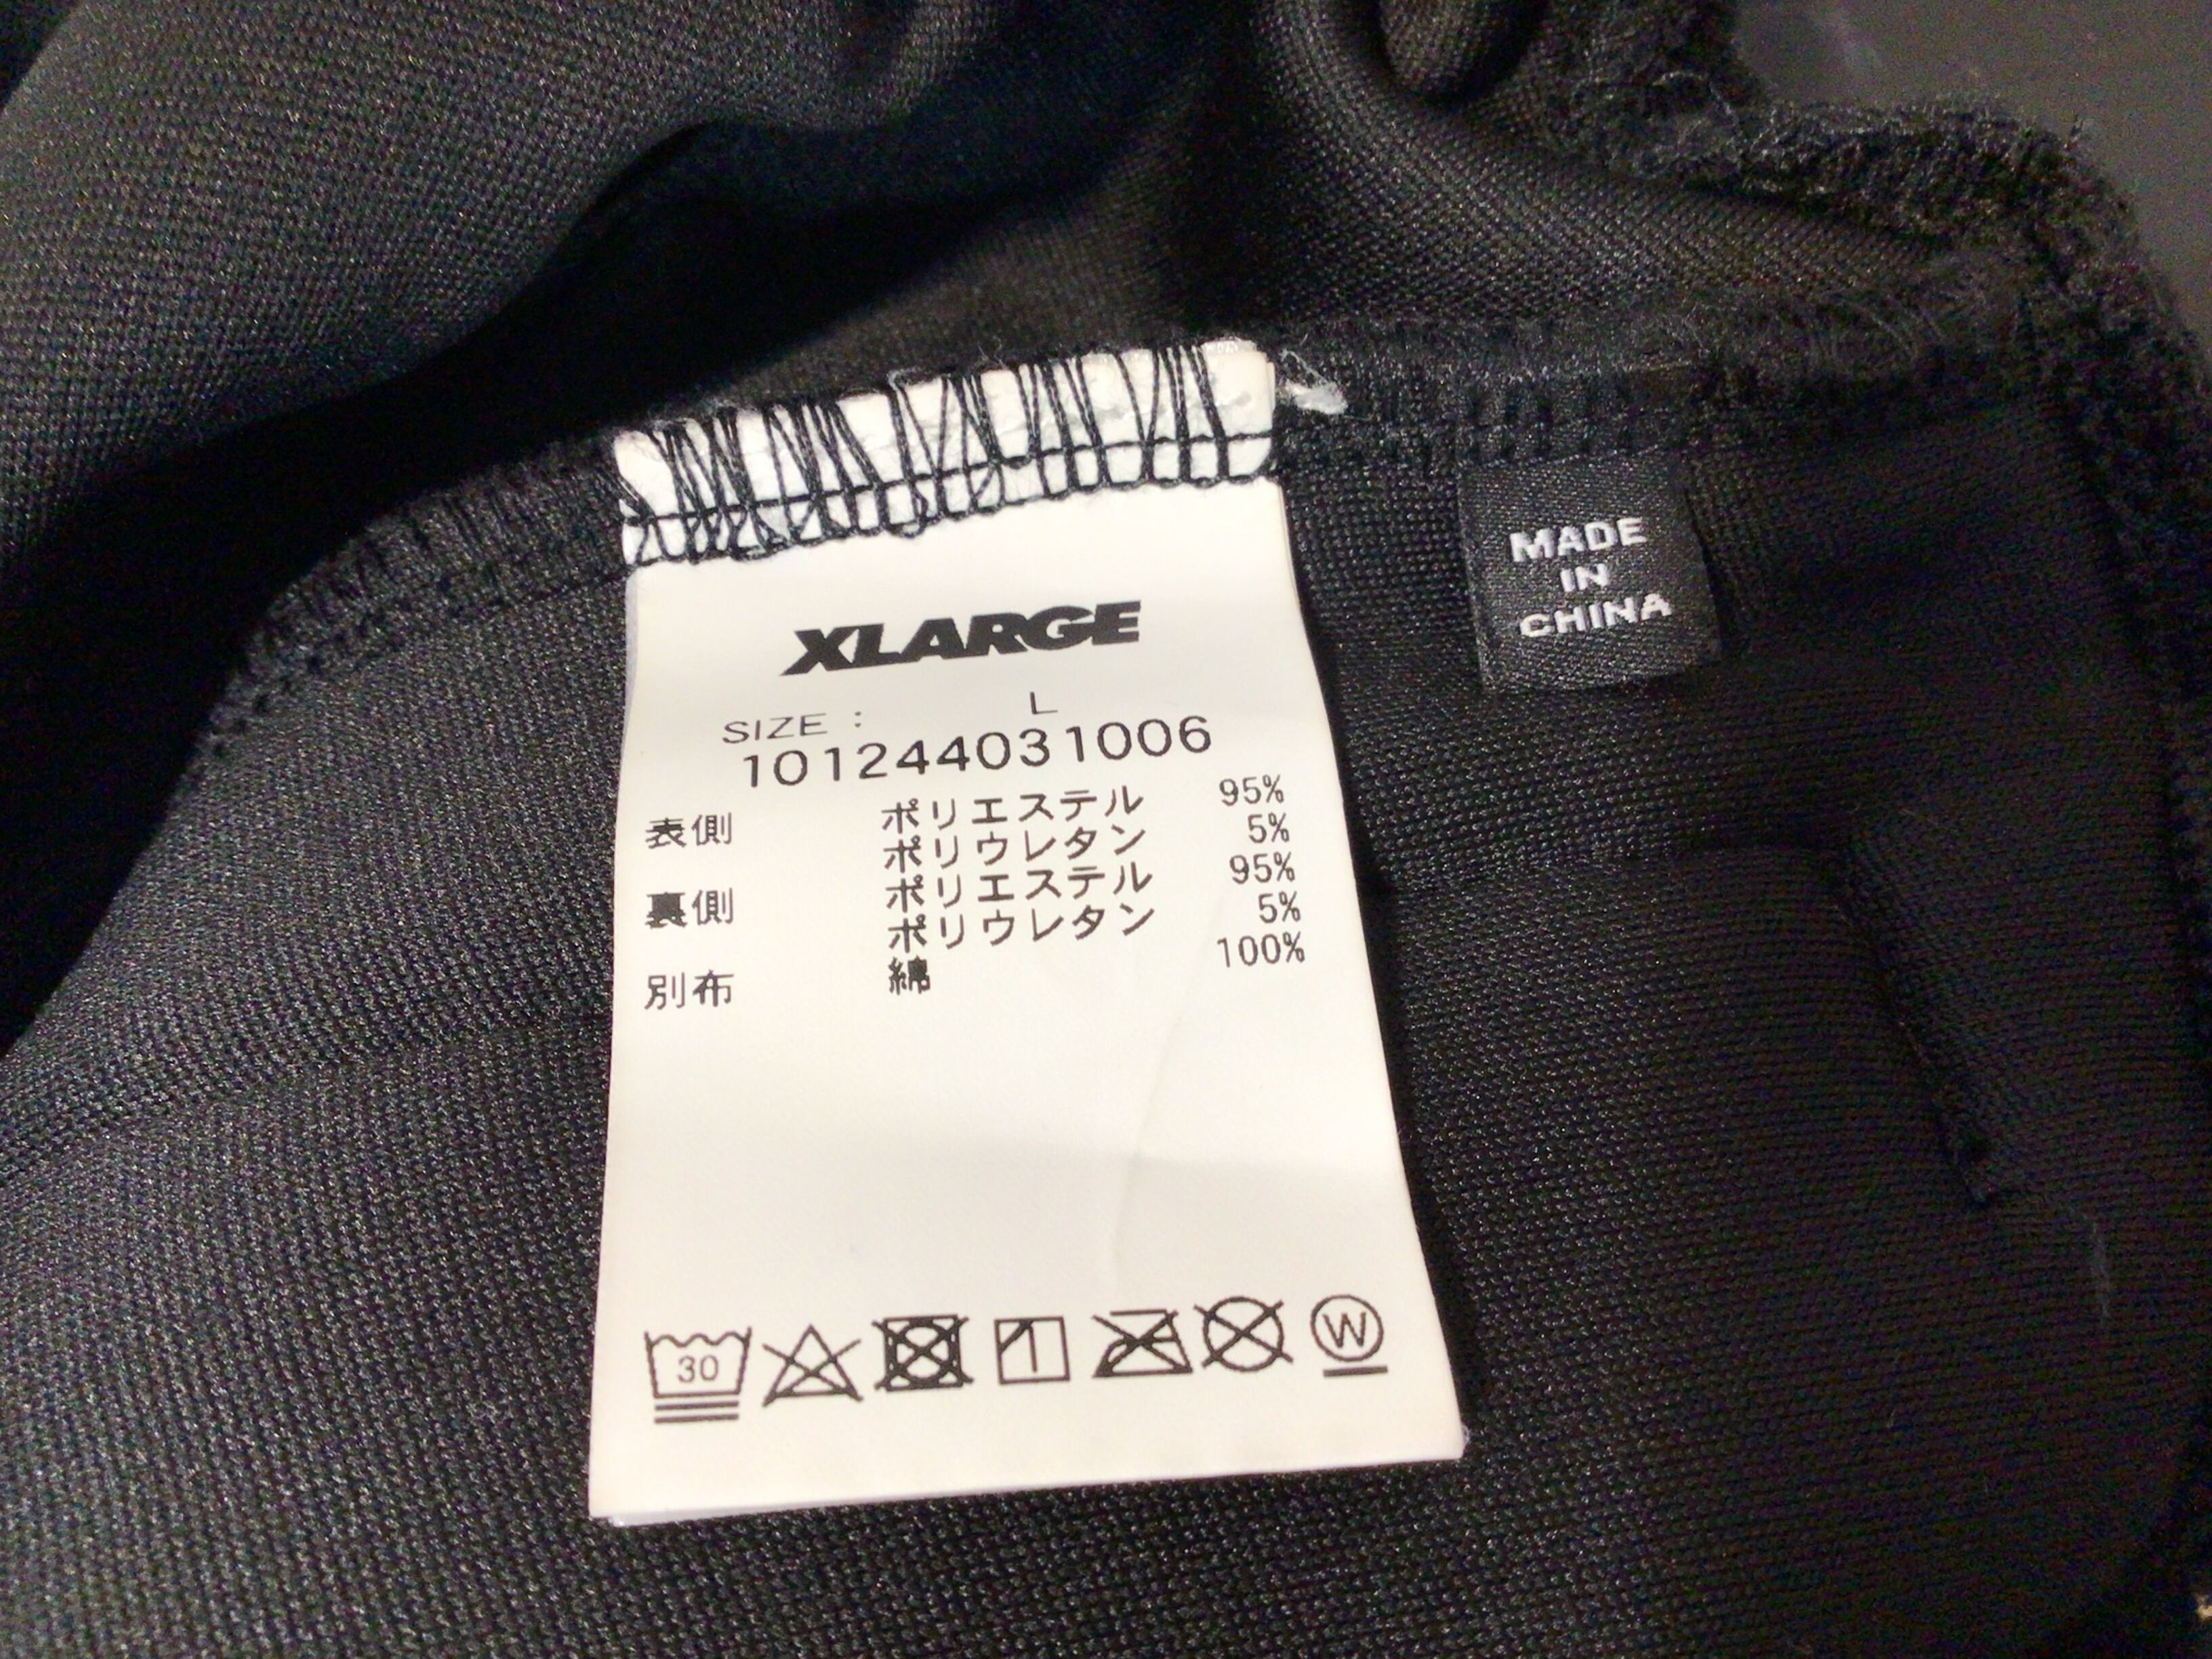 XLARGE
SIZE : L
101244031006
表側 ポリエステル 95%
ポリウレタン 5%
裏側 ポリエステル 95%
ポリウレタン 5%
別布 綿 100%
30
W
MADE
IN
CHINA